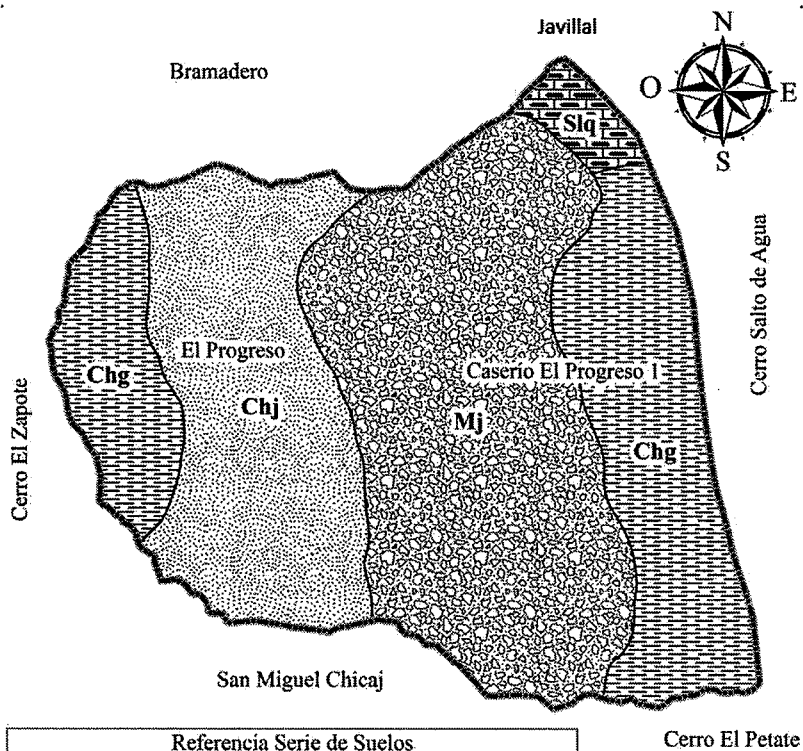 Javillal
N
Bramadero
O
E
Slq
S
Cerro Salto de Agua
El Progreso
Chg
Caserío El Progreso 1
Chj
Mj
Chg
Cerro El Zapote
San Miguel Chicaj
Referencia Serie de Suelos
Cerro El Petate